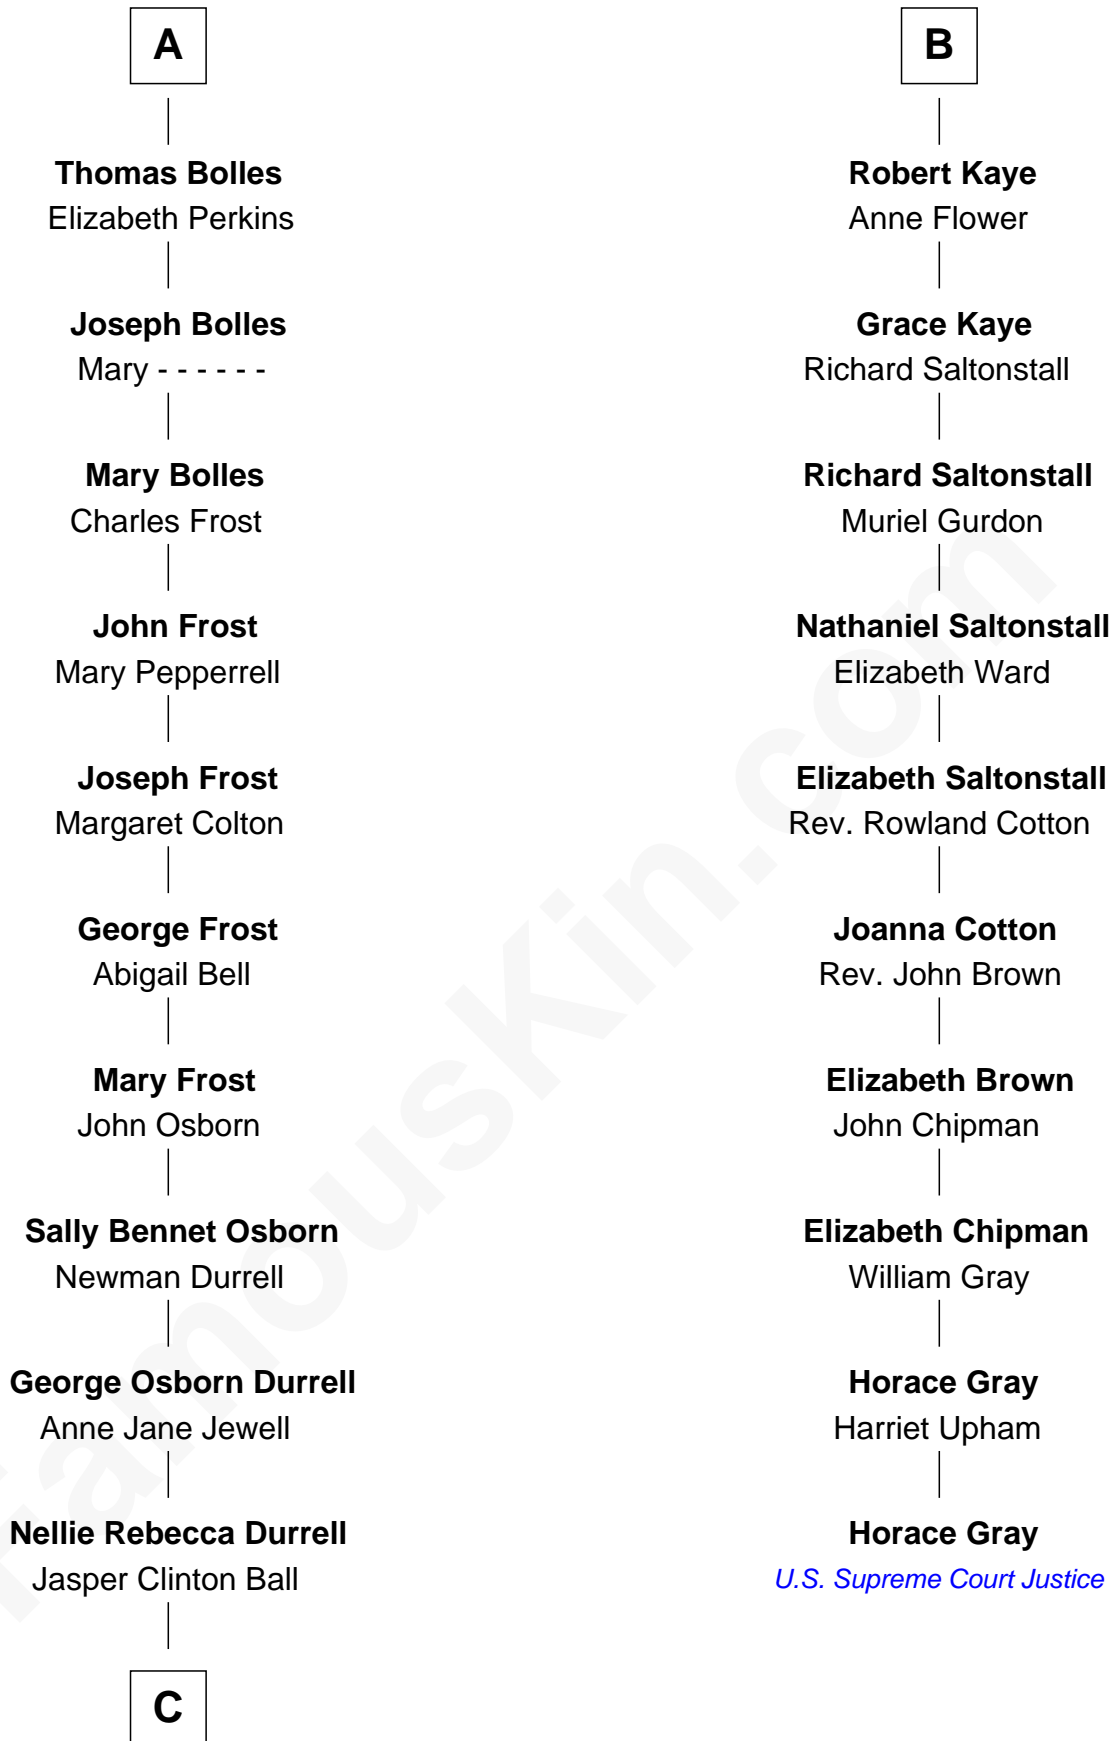 A
Thomas Bolles
Elizabeth Perkins
Joseph Bolles
Mary - - - - - -
Mary Bolles
Charles Frost
John Frost
Mary Pepperrell
Joseph Frost
Margaret Colton
George Frost
Abigail Bell
Mary Frost
John Osborn
Sally Bennet Osborn
Newman Durrell
George Osborn Durrell
Anne Jane Jewell
Nellie Rebecca Durrell
Jasper Clinton Ball
C
B
Robert Kaye
Anne Flower
Grace Kaye
Richard Saltonstall
Richard Saltonstall
Muriel Gurdon
Nathaniel Saltonstall
Elizabeth Ward
Elizabeth Saltonstall
Rev. Rowland Cotton
Joanna Cotton
Rev. John Brown
Elizabeth Brown
John Chipman
Elizabeth Chipman
William Gray
Horace Gray
Harriet Upham
Horace Gray
U.S. Supreme Court Justice
FamousKin.com